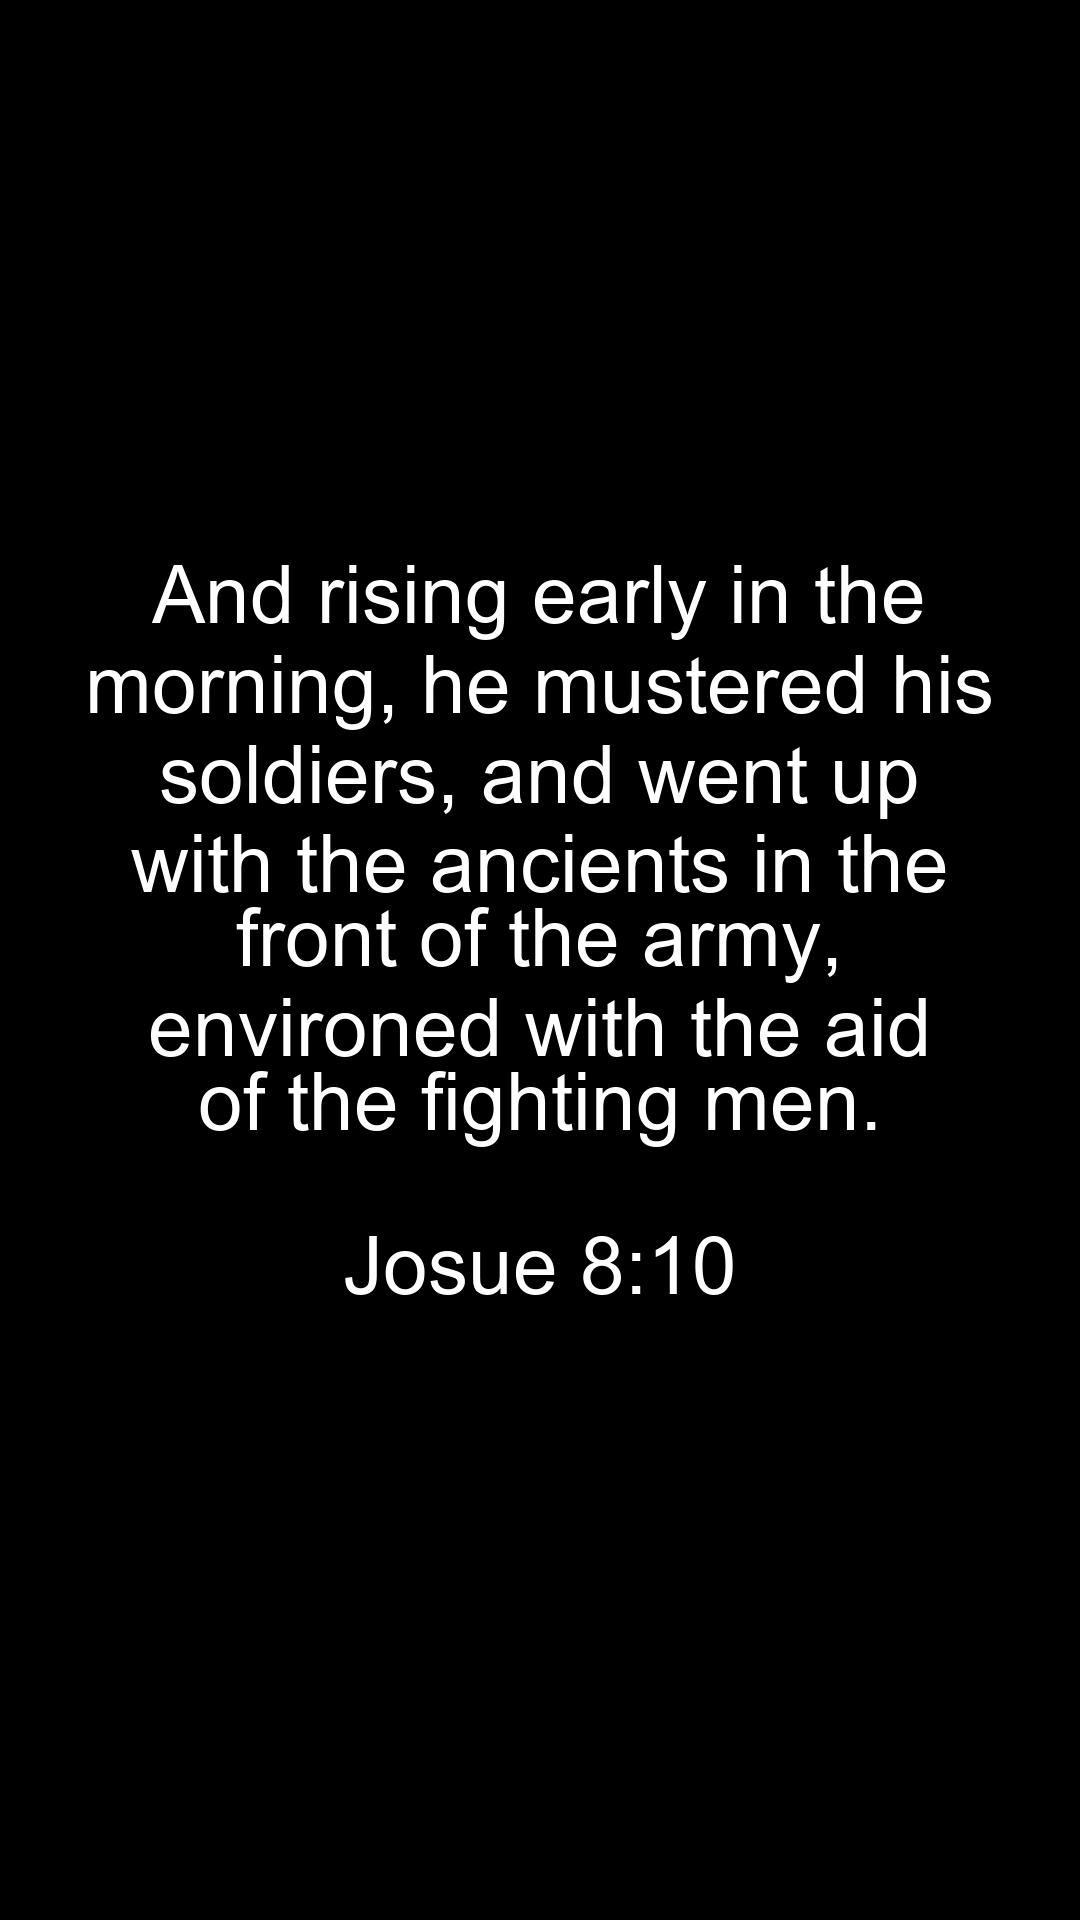 And rising early in the
morning, he mustered his
soldiers, and went up
with the ancients in the
front of the army,
environed with the aid
of the fighting men.
Josue 8:10